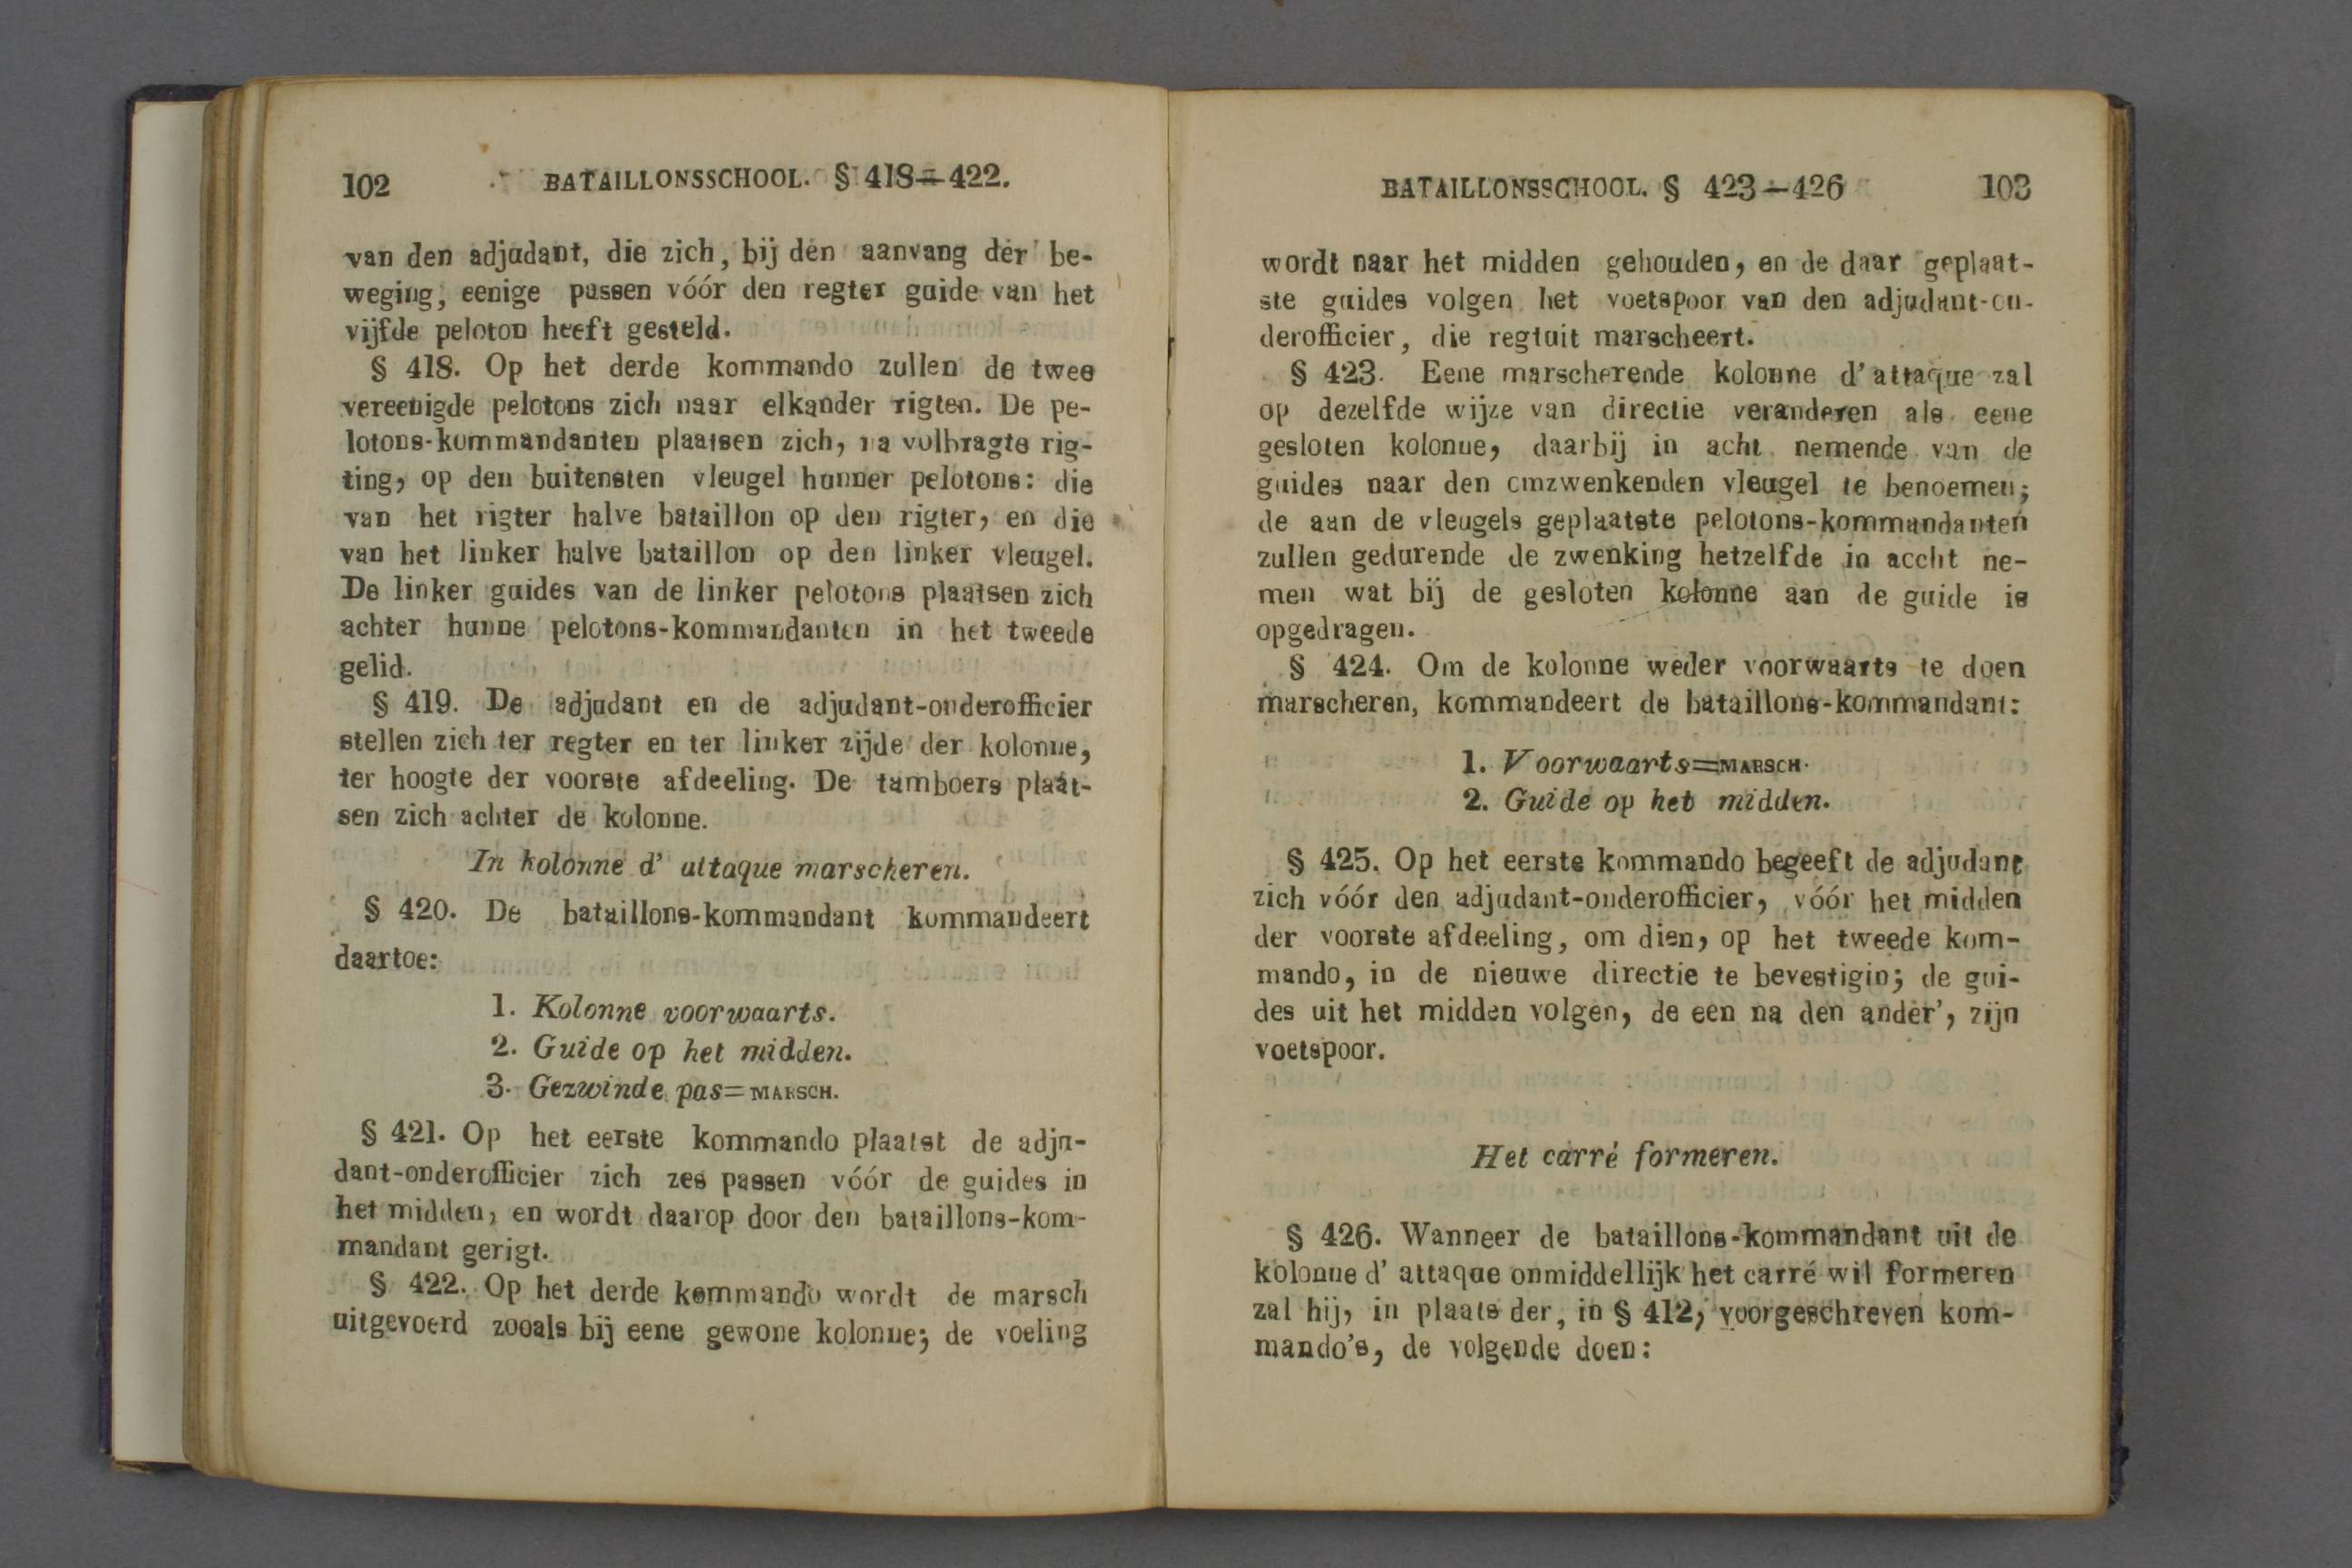 102 BATAILLONSSCHOOL. § 418—422.
van den adjudant, die zich, bij den aanvang der be-
weging, eenige passen vóór den regter guide van het
vijfde peloton heeft gesteld.
§ 418. Op het derde kommando zullen de twee
vereenigde pelotons zich naar elkander rigten. De pe-
lotons-kommandanten plaatsen zich, na volbragte rig-
ting, op den buitensten vleugel hunner pelotons: die
van het rigter halve bataillon op den rigter, en die
van het linker halve bataillon op den linker vleugel.
De linker guides van de linker pelotons plaatsen zich
achter hunne pelotons-kommandanten in het tweede
gelid.
§ 419. De adjudant en de adjudant-onderofficier
stellen zich ter regter en ter linker zijde der kolonne,
ter hoogte der voorste afdeeling. De tamboers plaat-
sen zich achter de kolonne.
In kolonne d' attaque marscheren.
§ 420. De bataillons-kommandant kommandeert
daartoe:
1. Kolonne voorwaarts.
2. Guide op het midden.
3. Gezwinde pas=MARSCH.
§ 421. Op het eerste kommando plaatst de adju-
dant-onderofficier zich zes passen vóór de guides in
het midden, en wordt daarop door den bataillons-kom-
mandant gerigt.
§ 422. Op het derde kommando wordt de marsch
uitgevoerd zooals bij eene gewone kolonne; de voeling
BATAILLONSSCHOOL. § 423—426 103
wordt naar het midden gehouden, en de daar geplaat-
ste guides volgen het voetspoor van den adjudant-on-
derofficier, die regtuit marscheert.
§ 423. Eene marscherende kolonne d'attaque zal
op dezelfde wijze van directie veranderen als eene
gesloten kolonne, daarbij in acht nemende van de
guides naar den omzwenkenden vleugel te benoemen;
de aan de vleugels geplaatste pelotons-kommandanten
zullen gedurende de zwenking hetzelfde in accht ne-
men wat bij de gesloten kolonne aan de guide is
opgedragen.
§ 424. Om de kolonne weder voorwaarts te doen
marscheren, kommandeert de bataillons-kommandant:
1. Voorwaarts=MARSCH.
2. Guide op het midden.
§ 425. Op het eerste kommando begeeft de adjudant
zich vóór den adjudant-onderofficier, vóór het midden
der voorste afdeeling, om dien, op het tweede kom-
mando, in de nieuwe directie te bevestigin; de gui-
des uit het midden volgen, de een na den ander', zijn
voetspoor.
Het carré formeren.
§ 426. Wanneer de bataillons-kommandant uit de
kolonne d' attaque onmiddellijk het carré wil formeren
zal hij, in plaats der, in § 412, voorgeschreven kom-
mando's, de volgende doen: